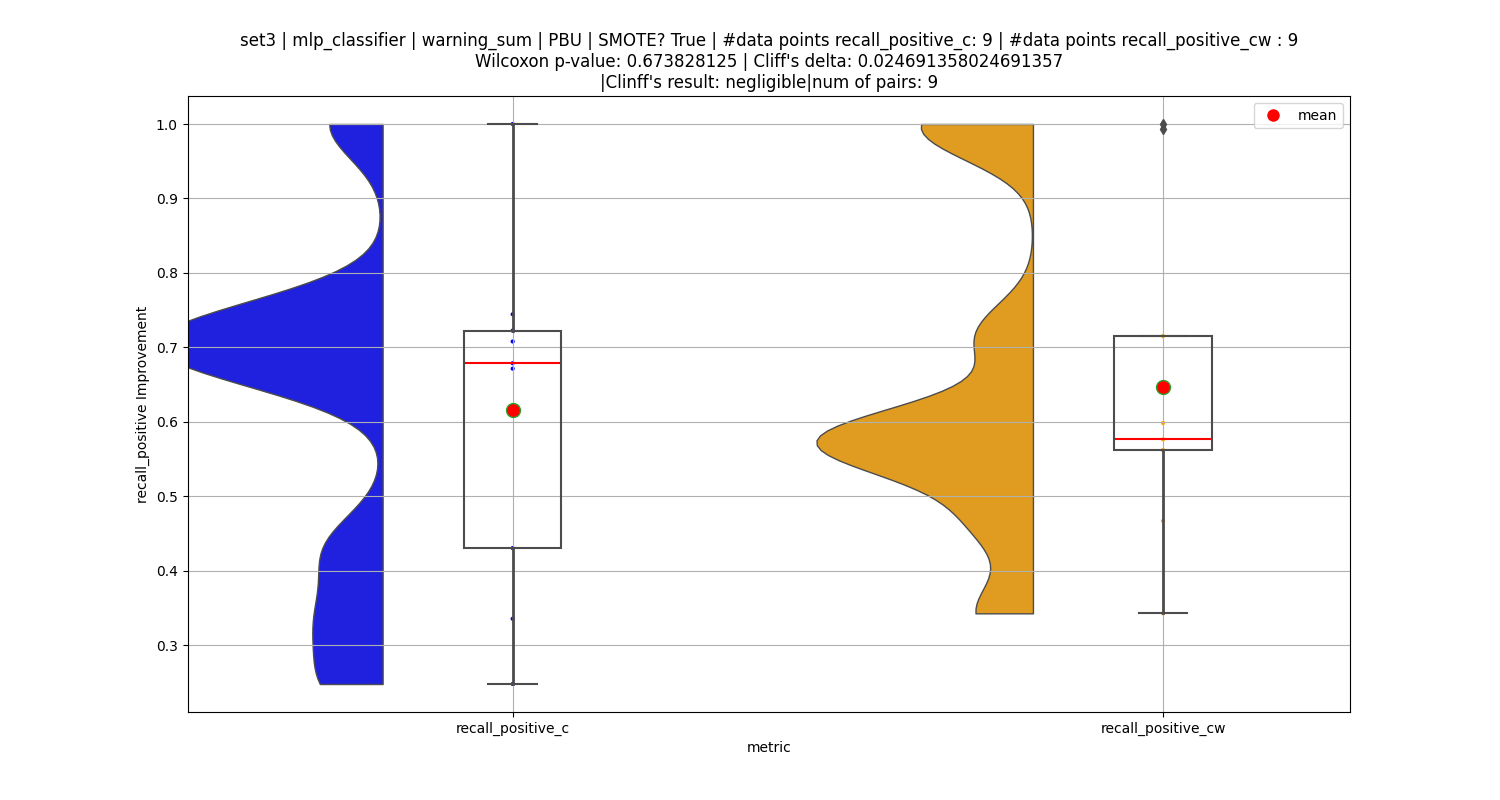 set3 | mlp_classifier | warning_sum | PBU | SMOTE? True | #data points recall_positive_c: 9 | #data points recall_positive_cw : 9
Wilcoxon p-value: 0.673828125 | Cliff's delta: 0.024691358024691357
|Clinff's result: negligible|num of pairs: 9
mean
1.0
0.9
0.8
0.7
0.6
0.5
0.4
0.3
recall_positive Improvement
recall_positive_c
recall_positive_cw
metric